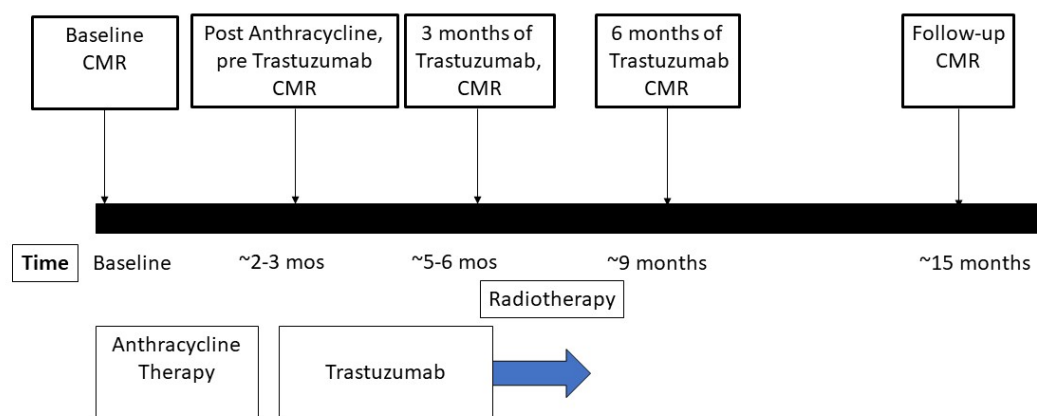 Baseline
CMR
Post Anthracycline,
pre Trastuzumab
CMR
3 months of
Trastuzumab,
CMR
6 months of
Trastuzumab
CMR
Follow-up
CMR
Time Baseline ~2-3 mos ~5-6 mos ~9 months ~15 months
Radiotherapy
Anthracycline
Therapy
Trastuzumab